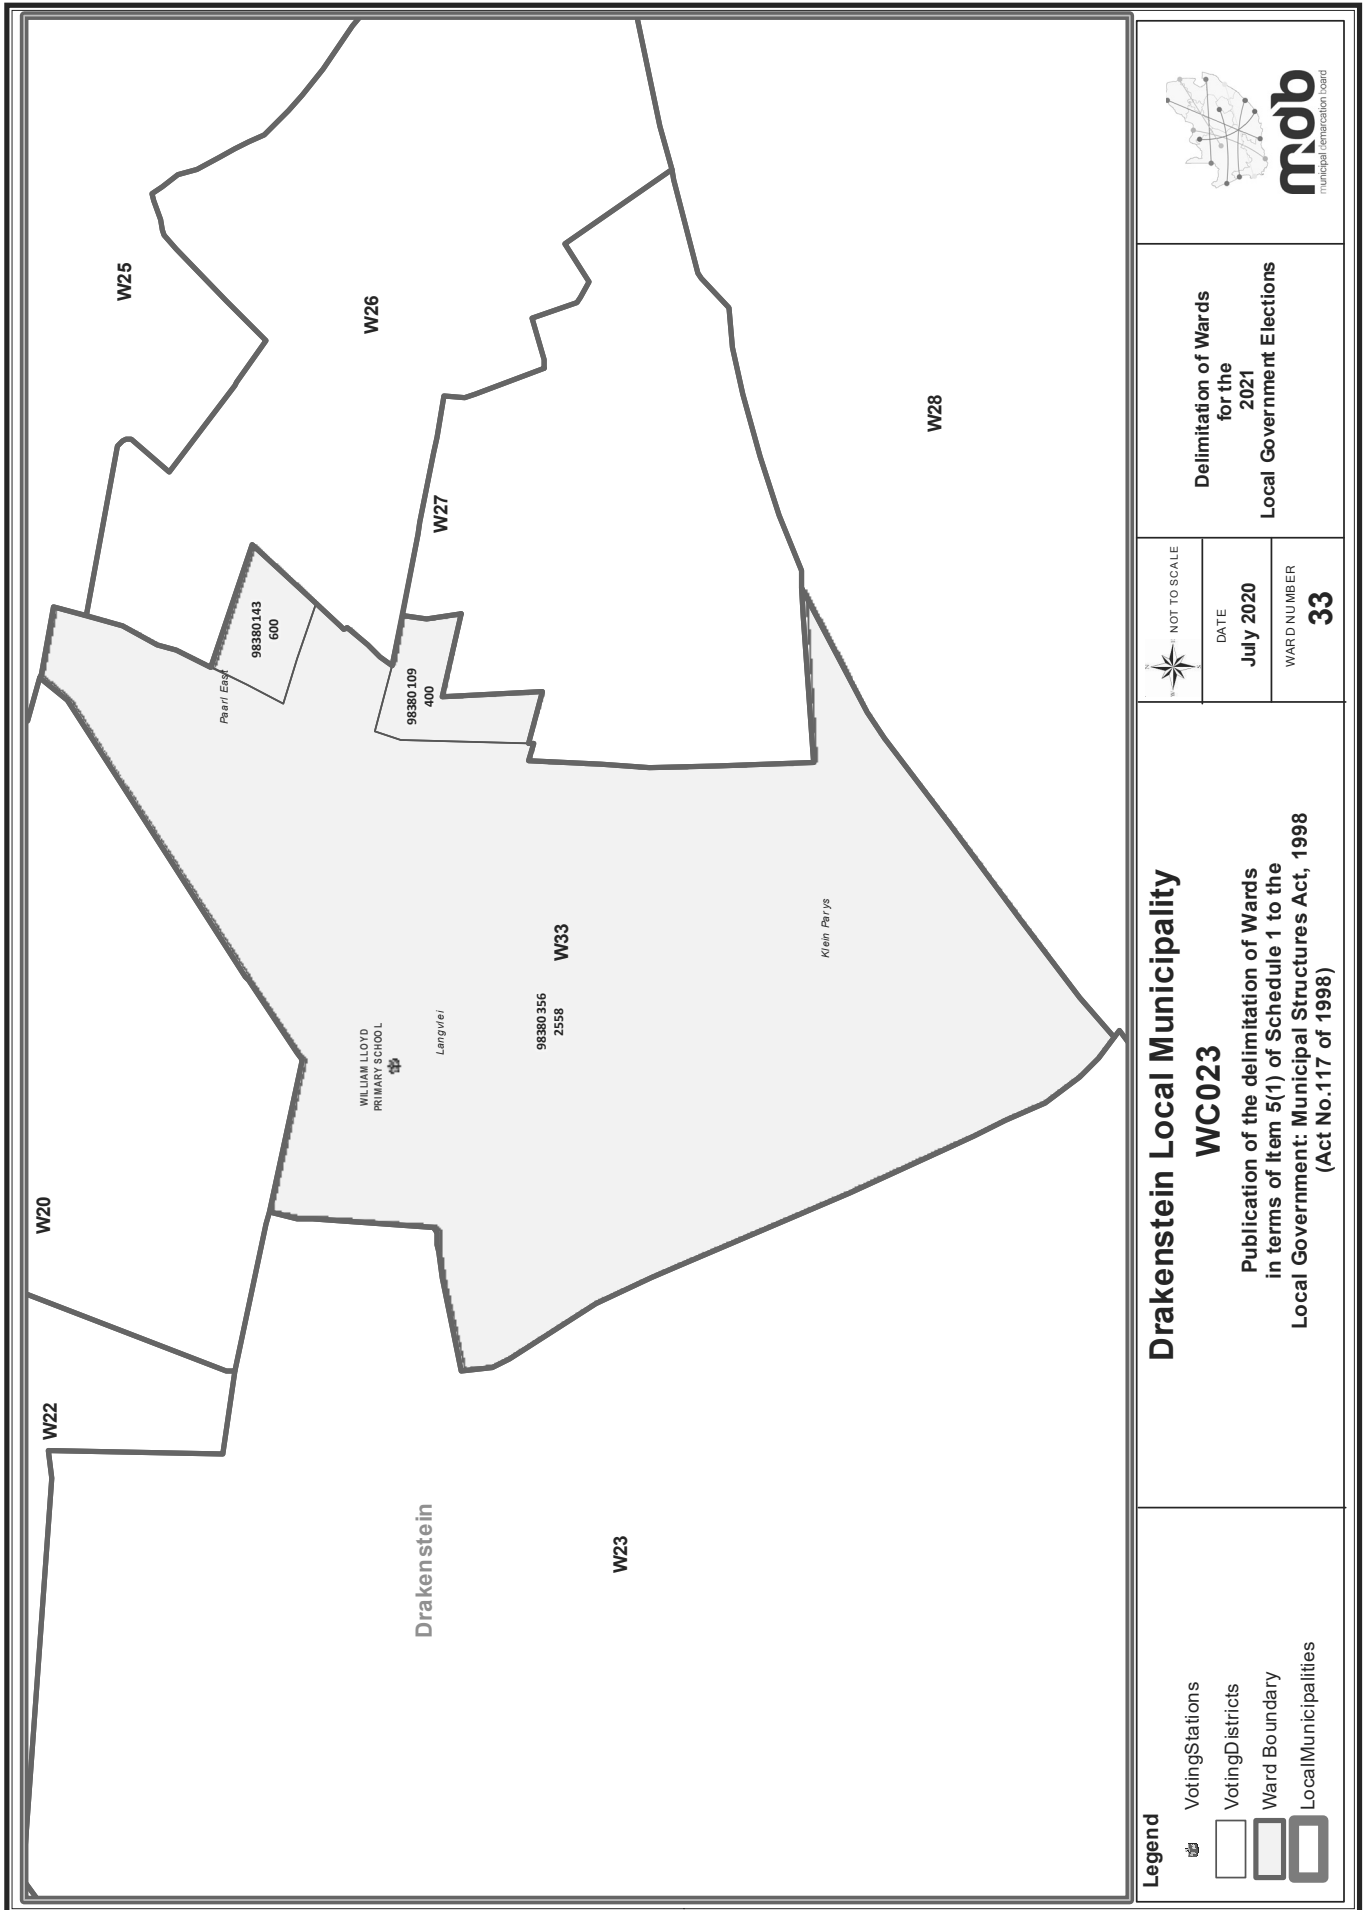 W22
W20
W25
W26
Paarl East
98380143
600
98380109
400
W27
W28
WILLIAM LLOYD
PRIMARY SCHOOL
Langvlei
98380356
2558
W33
Klein Parys
Drakenstein
W23
Legend
VotingStations
VotingDistricts
Ward Boundary
LocalMunicipalities
Drakenstein Local Municipality
WC023
Publication of the delimitation of Wards
in terms of Item 5(1) of Schedule 1 to the
Local Government: Municipal Structures Act, 1998
(Act No.117 of 1998)
N
E
S
W
NOT TO SCALE
DATE
July 2020
WARD NUMBER
33
Delimitation of Wards
for the
2021
Local Government Elections
mdb
municipal demarcation board